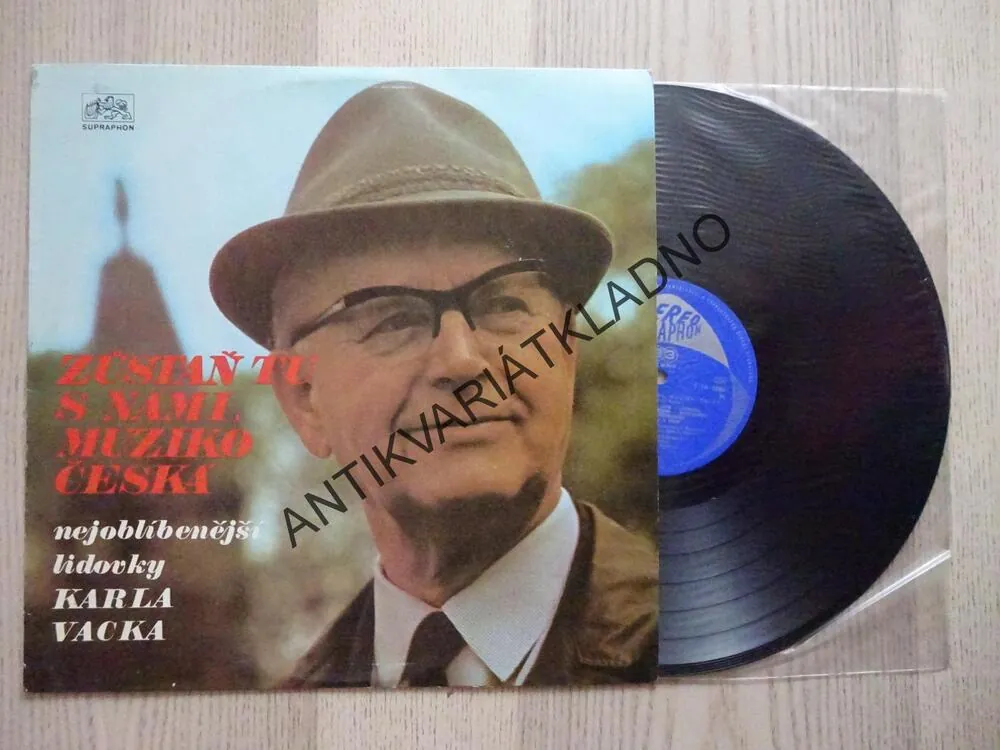 SUPRAPHON
ZŮSTAŇ TU
S NÁMI,
MUZIKO
ČESKÁ
nejoblíbenější
lidovky
KARLA
VACKA
ANTIKVARIÁTKLADNO